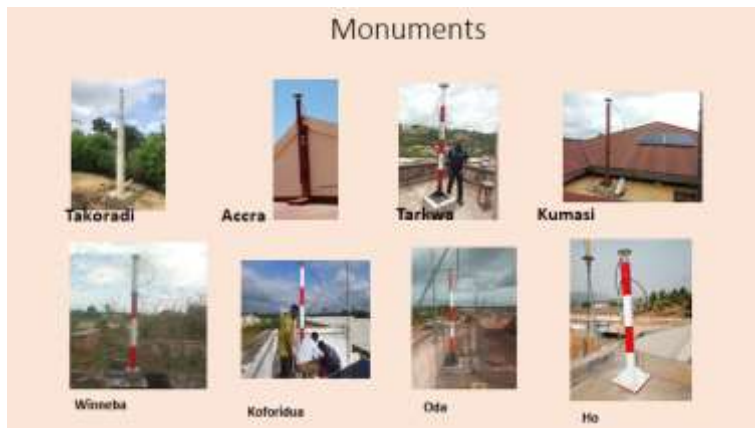 Monuments
Takoradi
Accra
Tarkwa
Kumasi
Winneba
Koforidua
Oda
Ho